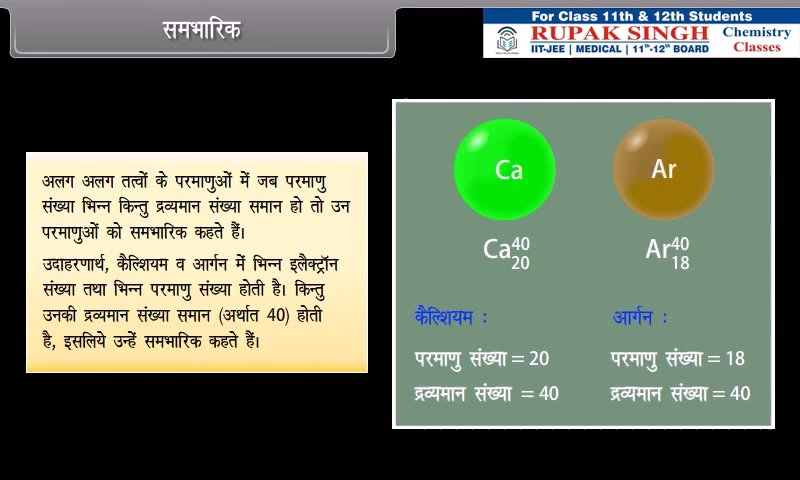 समभारिक
For Class 11th & 12th Students
RUPAK SINGH
IIT-JEE | MEDICAL | 11th-12th BOARD
Chemistry
Classes
अलग अलग तत्वों के परमाणुओं में जब परमाणु
संख्या भिन्न किन्तु द्रव्यमान संख्या समान हो तो उन
परमाणुओं को समभारिक कहते हैं।
उदाहरणार्थ, कैल्शियम व आर्गन में भिन्न इलैक्ट्रॉन
संख्या तथा भिन्न परमाणु संख्या होती है। किन्तु
उनकी द्रव्यमान संख्या समान (अर्थात 40) होती
है, इसलिये उन्हें समभारिक कहते हैं।
Ca
Ar
Ca 40 20
Ar 40 18
कैल्शियम :
परमाणु संख्या = 20
द्रव्यमान संख्या = 40
आर्गन :
परमाणु संख्या = 18
द्रव्यमान संख्या = 40